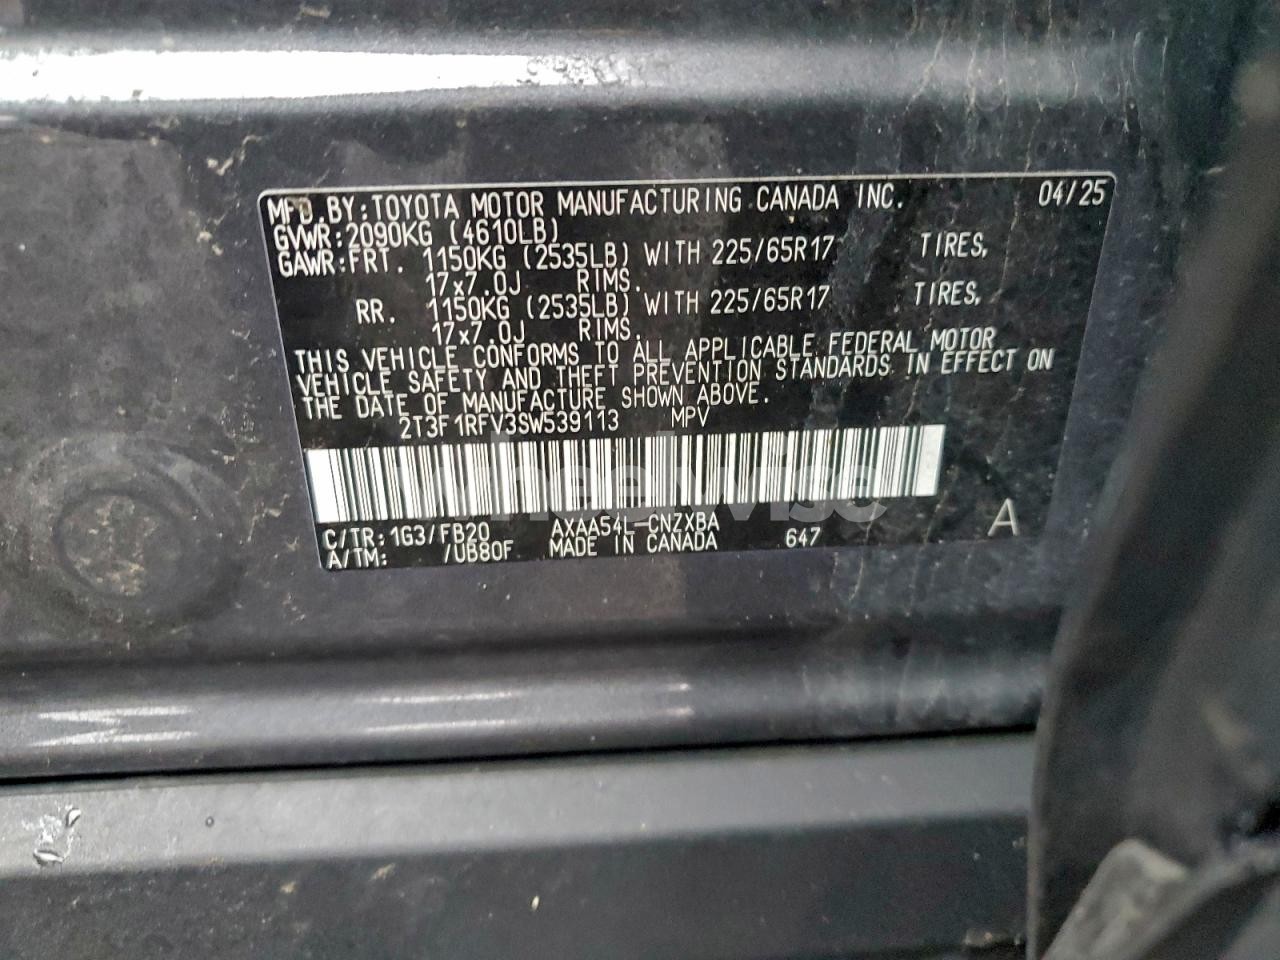 MFD.BY:TOYOTA MOTOR MANUFACTURING CANADA INC. 04/25
GVWR:2090KG (4610LB)
GAWR:FRT. 1150KG (2535LB) WITH 225/65R17 TIRES,
17x7.0J RIMS.
RR. 1150KG (2535LB) WITH 225/65R17 TIRES,
17x7.0J RIMS.
THIS VEHICLE CONFORMS TO ALL APPLICABLE FEDERAL MOTOR
VEHICLE SAFETY AND THEFT PREVENTION STANDARDS IN EFFECT ON
THE DATE OF MANUFACTURE SHOWN ABOVE.
2T3F1RFV3SW539113 MPV
wheelwise
C/TR:1G3/FB20 AXAA54L-CNZXBA A
A/TM: /UB80F MADE IN CANADA 647